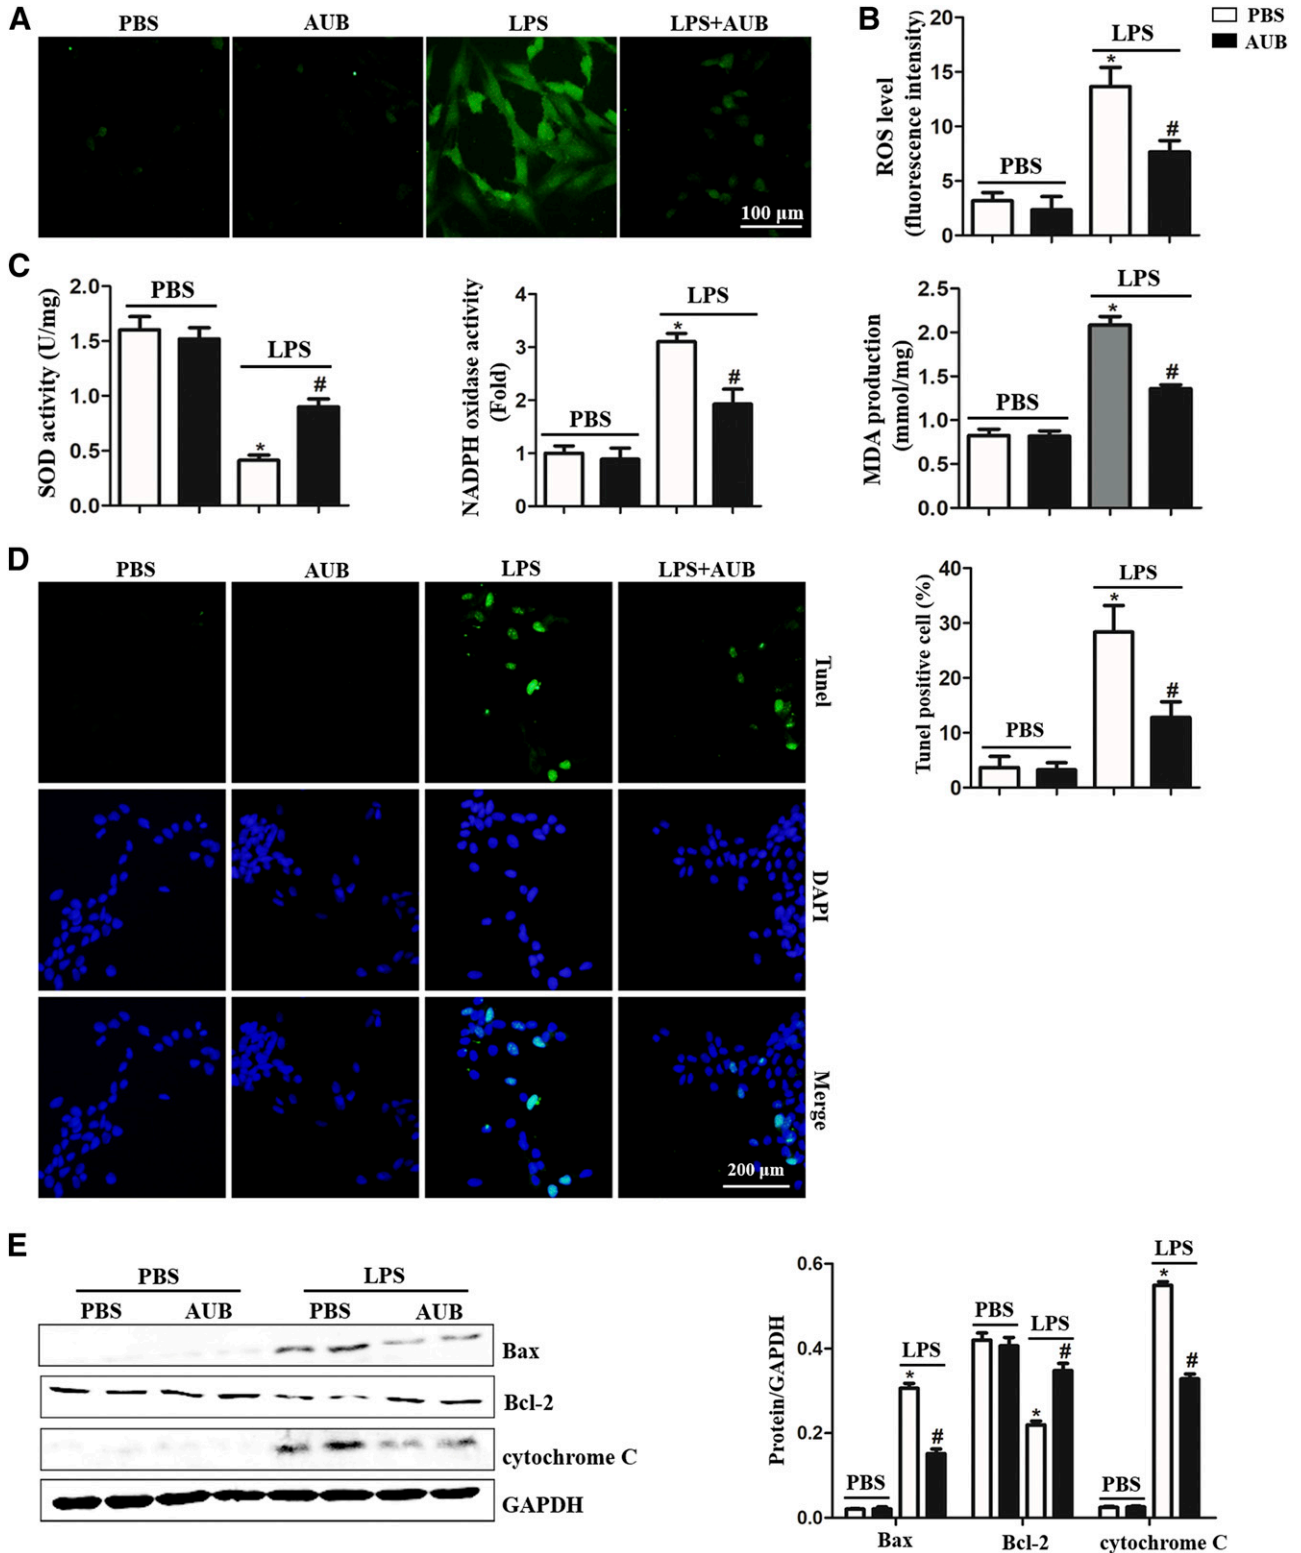 A
PBS
AUB
LPS
LPS+AUB
100 μm
B
PBS
AUB
ROS level
(fluorescence intensity)
20
15
10
5
0
PBS
LPS
*
#
C
SOD activity (U/mg)
2.0
1.5
1.0
0.5
0.0
PBS
LPS
*
#
NADPH oxidase activity
(Fold)
4
3
2
1
0
PBS
LPS
*
#
MDA production
(mmol/mg)
2.5
2.0
1.5
1.0
0.5
0.0
PBS
LPS
*
#
D
PBS
AUB
LPS
LPS+AUB
Tunel
DAPI
Merge
200 μm
Tunel positive cell (%)
40
30
20
10
0
PBS
LPS
*
#
E
PBS
LPS
PBS
AUB
PBS
AUB
Bax
Bcl-2
cytochrome C
GAPDH
Protein/GAPDH
0.6
0.4
0.2
0.0
PBS
LPS
*
#
PBS
LPS
*
#
PBS
LPS
*
#
Bax
Bcl-2
cytochrome C